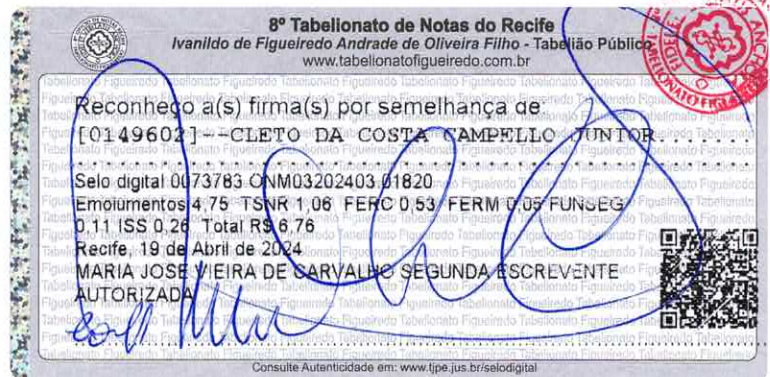 8º Tabelionato de Notas do Recife
Ivanildo de Figueiredo Andrade de Oliveira Filho - Tabelião Público
www.tabelionatofigueiredo.com.br
Reconheço a(s) firma(s) por semelhança de:
[0149602]--CLETO DA COSTA CAMPELLO JUNIOR.......
Selo digital 0073783.ONM03202403.01820
Emolumentos 4,75 TSNR 1,06 FERC 0,53 FERM 0,05 FUNSEG
0,11 ISS 0,26 Total R$ 6,76
Recife, 19 de Abril de 2024
MARIA JOSE VIEIRA DE CARVALHO SEGUNDA ESCREVENTE
AUTORIZADA
Consulte Autenticidade em: www.tjpe.jus.br/selodigital